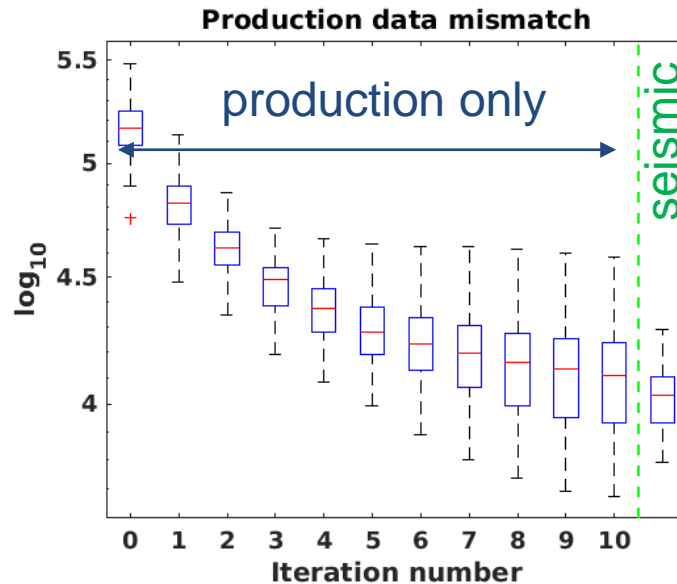 Production data mismatch
5.5
5
4.5
4
log10
production only
seismic
0 1 2 3 4 5 6 7 8 9 10
Iteration number